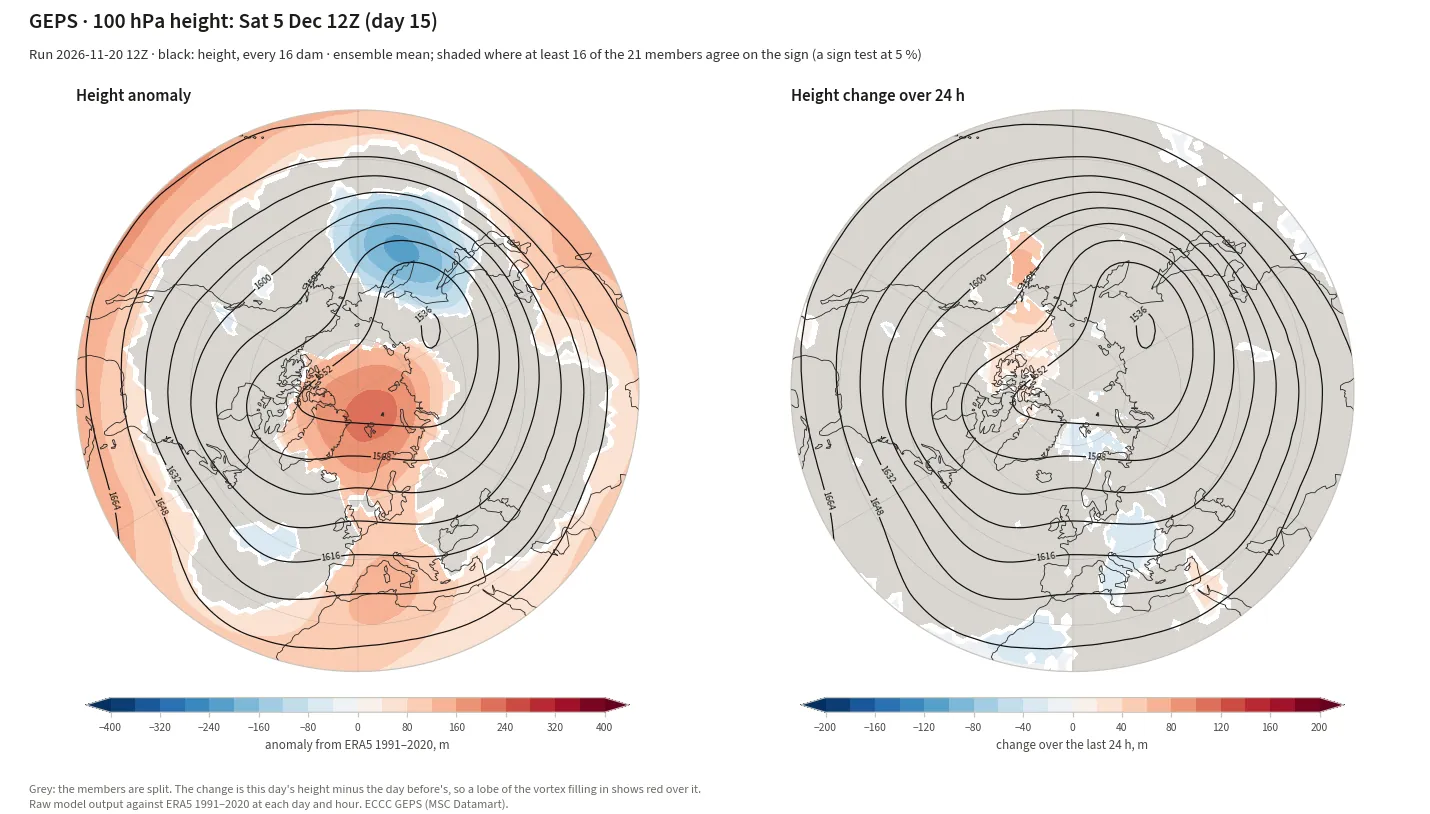 GEPS · 100 hPa height: Sat 5 Dec 12Z (day 15)
Run 2026-11-20 12Z · black: height, every 16 dam · ensemble mean; shaded where at least 16 of the 21 members agree on the sign (a sign test at 5 %)
Height anomaly
Height change over 24 h
1600
1584
1536
1552
1568
1632
1664
1648
1616
1600
1584
1536
1552
1568
1632
1664
1648
1616
−400 −320 −240 −160 −80 0 80 160 240 320 400
anomaly from ERA5 1991–2020, m
−200 −160 −120 −80 −40 0 40 80 120 160 200
change over the last 24 h, m
Grey: the members are split. The change is this day's height minus the day before's, so a lobe of the vortex filling in shows red over it.
Raw model output against ERA5 1991–2020 at each day and hour. ECCC GEPS (MSC Datamart).